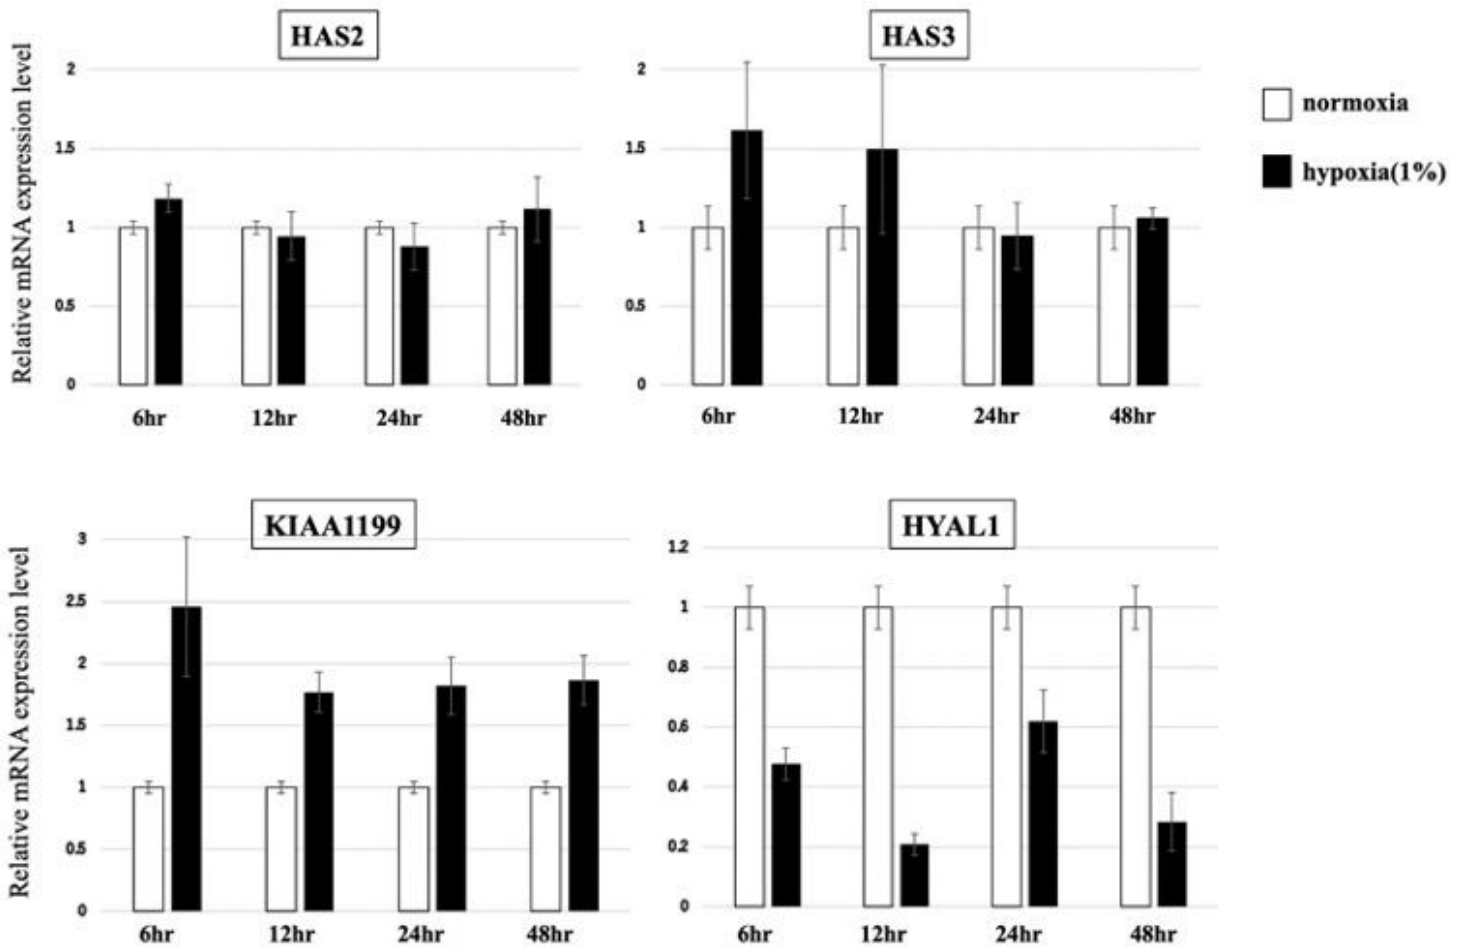 HAS2
HAS3
Relative mRNA expression level
2
1.5
1
0.5
0
6hr 12hr 24hr 48hr
2
1.5
1
0.5
0
6hr 12hr 24hr 48hr
normoxia
hypoxia(1%)
KIAA1199
HYAL1
Relative mRNA expression level
3
2.5
2
1.5
1
0.5
0
6hr 12hr 24hr 48hr
1.2
1
0.8
0.6
0.4
0.2
0
6hr 12hr 24hr 48hr